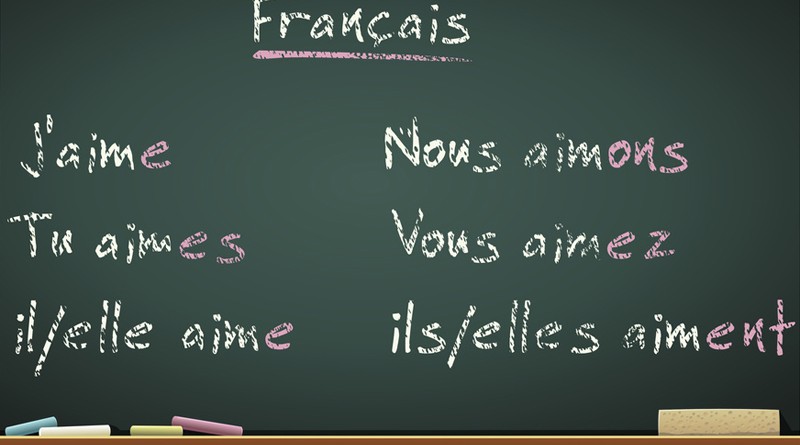 Français
J'aime
Tu aimes
il/elle aime
Nous aimons
Vous aimez
ils/elles aiment